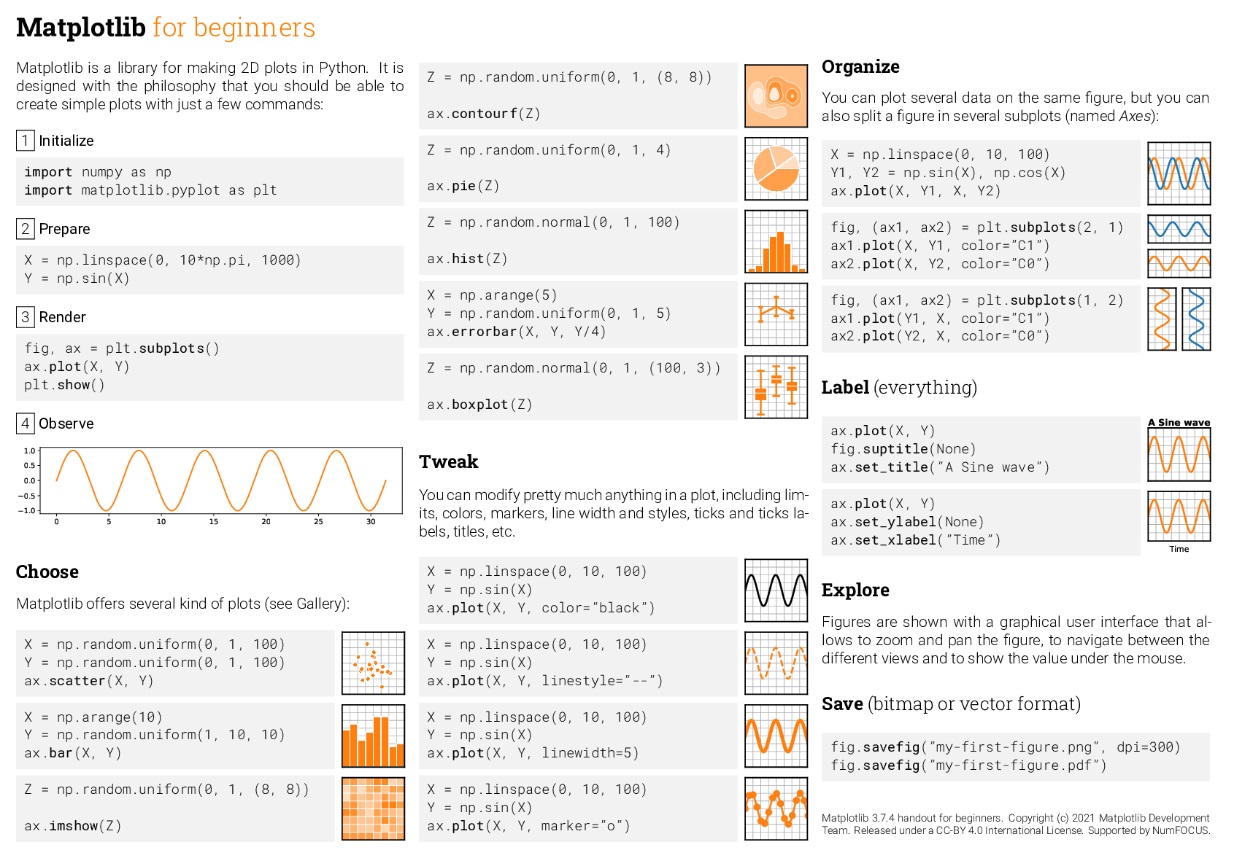 Matplotlib for beginners
Matplotlib is a library for making 2D plots in Python. It is
designed with the philosophy that you should be able to
create simple plots with just a few commands:
1 Initialize
import numpy as np
import matplotlib.pyplot as plt
2 Prepare
X = np.linspace(0, 10*np.pi, 1000)
Y = np.sin(X)
3 Render
fig, ax = plt.subplots()
ax.plot(X, Y)
plt.show()
4 Observe
1.0
0.5
0.0
−0.5
−1.0
0 5 10 15 20 25 30
Choose
Matplotlib offers several kind of plots (see Gallery):
X = np.random.uniform(0, 1, 100)
Y = np.random.uniform(0, 1, 100)
ax.scatter(X, Y)
X = np.arange(10)
Y = np.random.uniform(1, 10, 10)
ax.bar(X, Y)
Z = np.random.uniform(0, 1, (8, 8))
ax.imshow(Z)
Z = np.random.uniform(0, 1, (8, 8))
ax.contourf(Z)
Z = np.random.uniform(0, 1, 4)
ax.pie(Z)
Z = np.random.normal(0, 1, 100)
ax.hist(Z)
X = np.arange(5)
Y = np.random.uniform(0, 1, 5)
ax.errorbar(X, Y, Y/4)
Z = np.random.normal(0, 1, (100, 3))
ax.boxplot(Z)
Tweak
You can modify pretty much anything in a plot, including lim-
its, colors, markers, line width and styles, ticks and ticks la-
bels, titles, etc.
X = np.linspace(0, 10, 100)
Y = np.sin(X)
ax.plot(X, Y, color="black")
X = np.linspace(0, 10, 100)
Y = np.sin(X)
ax.plot(X, Y, linestyle="--")
X = np.linspace(0, 10, 100)
Y = np.sin(X)
ax.plot(X, Y, linewidth=5)
X = np.linspace(0, 10, 100)
Y = np.sin(X)
ax.plot(X, Y, marker="o")
Organize
You can plot several data on the same figure, but you can
also split a figure in several subplots (named Axes):
X = np.linspace(0, 10, 100)
Y1, Y2 = np.sin(X), np.cos(X)
ax.plot(X, Y1, X, Y2)
fig, (ax1, ax2) = plt.subplots(2, 1)
ax1.plot(X, Y1, color="C1")
ax2.plot(X, Y2, color="C0")
fig, (ax1, ax2) = plt.subplots(1, 2)
ax1.plot(Y1, X, color="C1")
ax2.plot(Y2, X, color="C0")
Label (everything)
ax.plot(X, Y)
fig.suptitle(None)
ax.set_title("A Sine wave")
A Sine wave
ax.plot(X, Y)
ax.set_ylabel(None)
ax.set_xlabel("Time")
Time
Explore
Figures are shown with a graphical user interface that al-
lows to zoom and pan the figure, to navigate between the
different views and to show the value under the mouse.
Save (bitmap or vector format)
fig.savefig("my-first-figure.png", dpi=300)
fig.savefig("my-first-figure.pdf")
Matplotlib 3.7.4 handout for beginners. Copyright (c) 2021 Matplotlib Development
Team. Released under a CC-BY 4.0 International License. Supported by NumFOCUS.